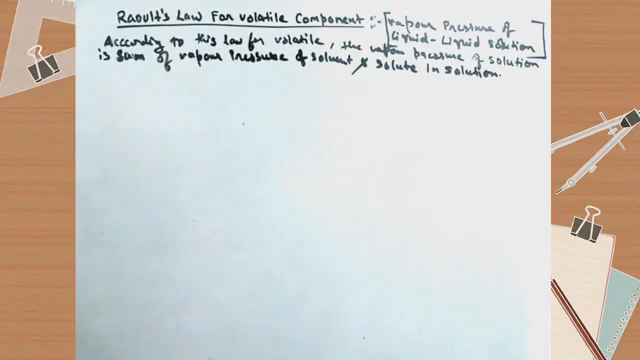 Raoult's Law For Volatile Component :- [Vapour Pressure of
Liquid-Liquid Solution]
According to this law for volatile, the vapour pressure of solution
is sum of vapour Pressure of solvent & solute in solution.